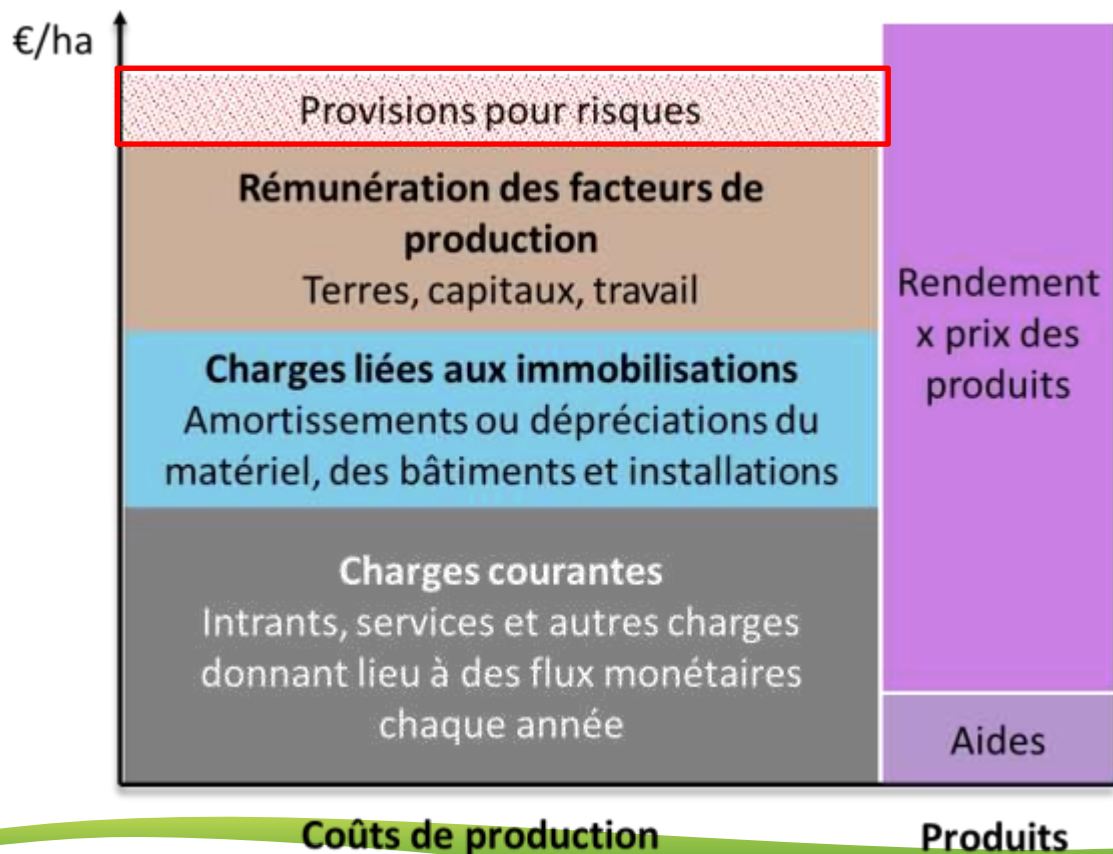 €/ha
Provisions pour risques
Rémunération des facteurs de
production
Terres, capitaux, travail
Charges liées aux immobilisations
Amortissements ou dépréciations du
matériel, des bâtiments et installations
Charges courantes
Intrants, services et autres charges
donnant lieu à des flux monétaires
chaque année
Rendement
x prix des
produits
Aides
Coûts de production
Produits